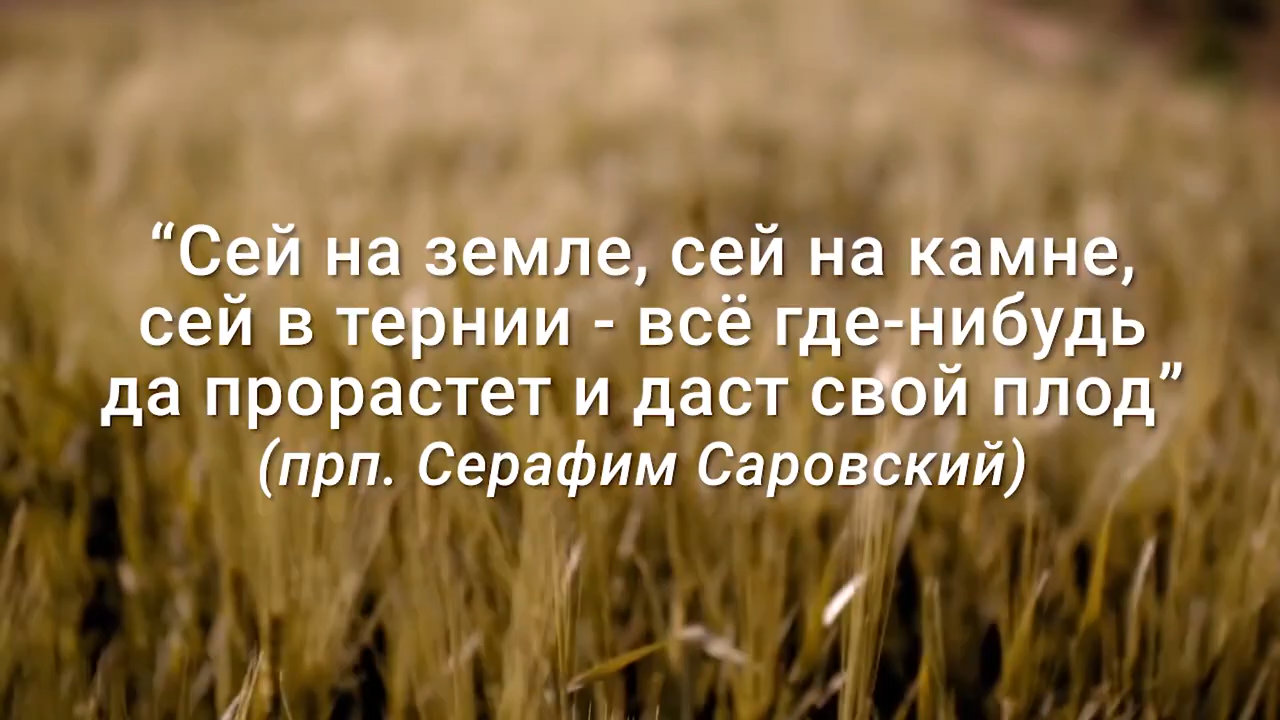 “Сей на земле, сей на камне,
сей в тернии - всё где-нибудь
да прорастет и даст свой плод”
(прп. Серафим Саровский)